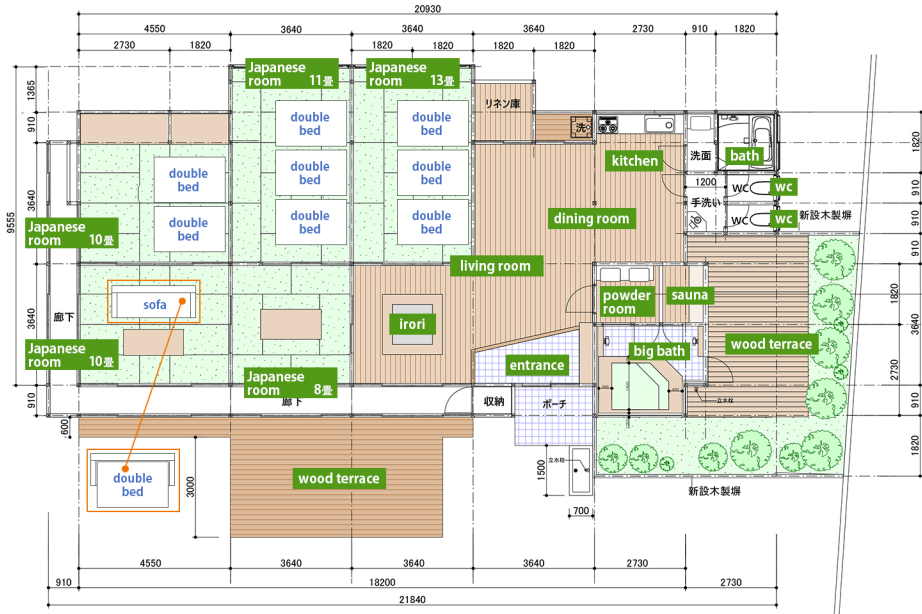 20930
4550
3640
3640
3640
2730
910
1820
2730
1820
1820
1820
1820
1820
Japanese
room 11畳
Japanese
room 13畳
1365
910
3640
3640
910
9555
600
リネン庫
洗
double
bed
double
bed
double
bed
double
bed
double
bed
double
bed
double
bed
double
bed
kitchen
洗面
bath
1200
WC
wc
手洗い
WC
wc
新設木製塀
1820
910
910
910
1820
3640
2730
910
1820
dining room
Japanese
room 10畳
living room
廊下
sofa
irori
powder
room
sauna
wood terrace
Japanese
room 10畳
entrance
big bath
Japanese
room 8畳
廊下
収納
ポーチ
立水栓
立水栓
double
bed
3000
wood terrace
1500
700
新設木製塀
4550
3640
3640
3640
2730
910
18200
2730
21840